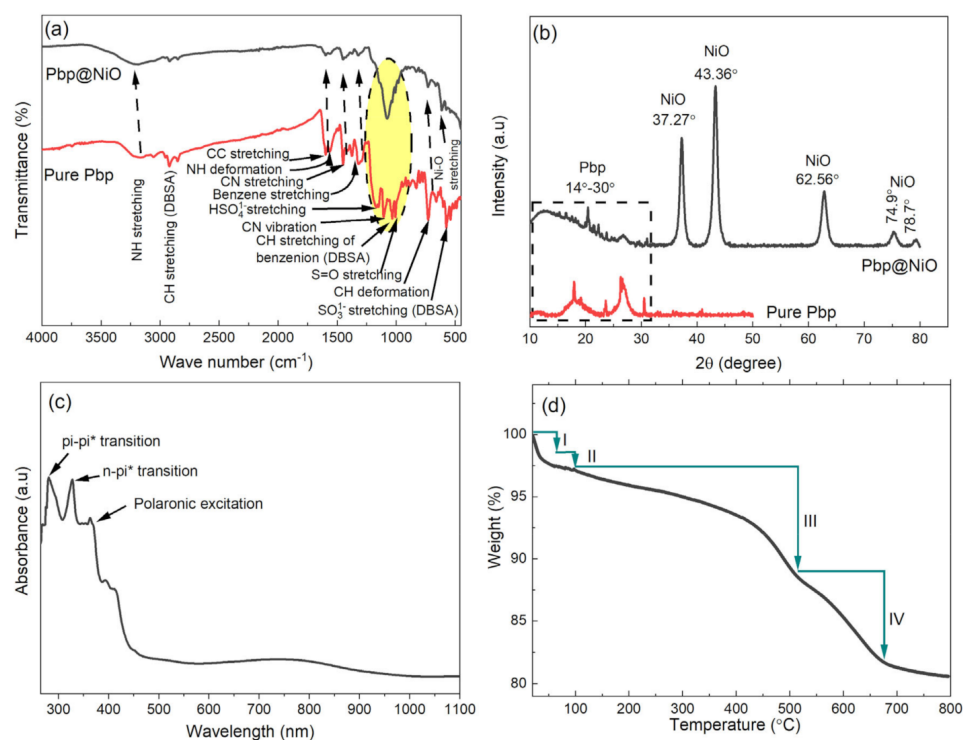 (a)
Pbp@NiO
Pure Pbp
NH stretching
CH stretching (DBSA)
CC stretching
NH deformation
CN stretching
Benzene stretching
HSO₄¹⁻stretching
CN vibration
CH stretching of
benzenion (DBSA)
S=O stretching
CH deformation
SO₃¹⁻stretching (DBSA)
Ni-O
stretching
Transmittance (%)
4000 3500 3000 2500 2000 1500 1000 500
Wave number (cm⁻¹)
(b)
NiO
37.27°
NiO
43.36°
NiO
62.56°
NiO
74.9°
78.7°
Pbp
14°-30°
Pbp@NiO
Pure Pbp
Intensity (a.u)
10 20 30 40 50 60 70 80
2θ (degree)
(c)
pi-pi* transition
n-pi* transition
Polaronic excitation
Absorbance (a.u)
300 400 500 600 700 800 900 1000 1100
Wavelength (nm)
(d)
I
II
III
IV
100
95
90
85
80
Weight (%)
100 200 300 400 500 600 700 800
Temperature (°C)